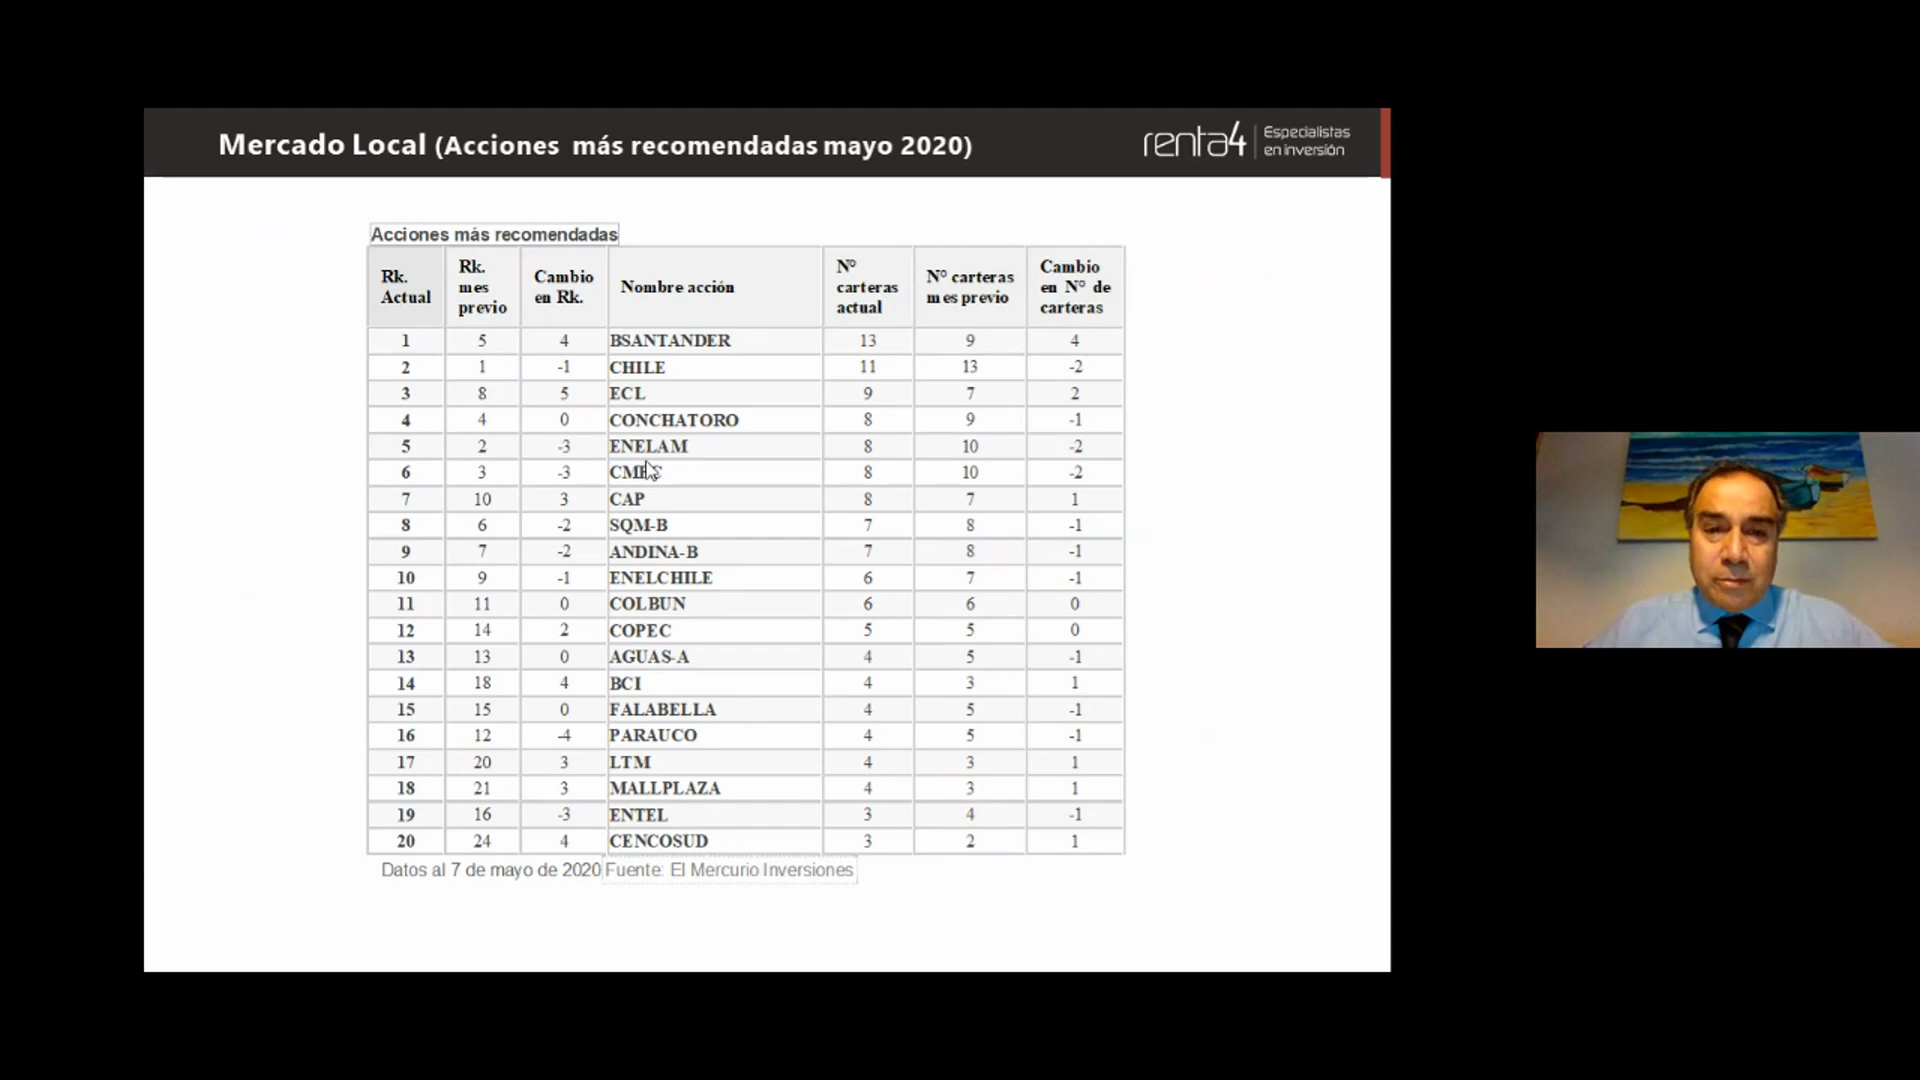 Mercado Local (Acciones más recomendadas mayo 2020)
renta4 Especialistas en inversión
Acciones más recomendadas
Rk. Actual Rk. mes previo Cambio en Rk. Nombre acción N° carteras actual N° carteras mes previo Cambio en N° de carteras
1 5 4 BSANTANDER 13 9 4
2 1 -1 CHILE 11 13 -2
3 8 5 ECL 9 7 2
4 4 0 CONCHATORO 8 9 -1
5 2 -3 ENELAM 8 10 -2
6 3 -3 8 10 -2
7 10 3 CAP 8 7 1
8 6 -2 SQM-B 7 8 -1
9 7 -2 ANDINA-B 7 8 -1
10 9 -1 ENELCHILE 6 7 -1
11 11 0 COLBUN 6 6 0
12 14 2 COPEC 5 5 0
13 13 0 AGUAS-A 4 5 -1
14 18 4 BCI 4 3 1
15 15 0 FALABELLA 4 5 -1
16 12 -4 PARAUCO 4 5 -1
17 20 3 LTM 4 3 1
18 21 3 MALLPLAZA 4 3 1
19 16 -3 ENTEL 3 4 -1
20 24 4 CENCOSUD 3 2 1
Datos al 7 de mayo de 2020 Fuente: El Mercurio Inversiones